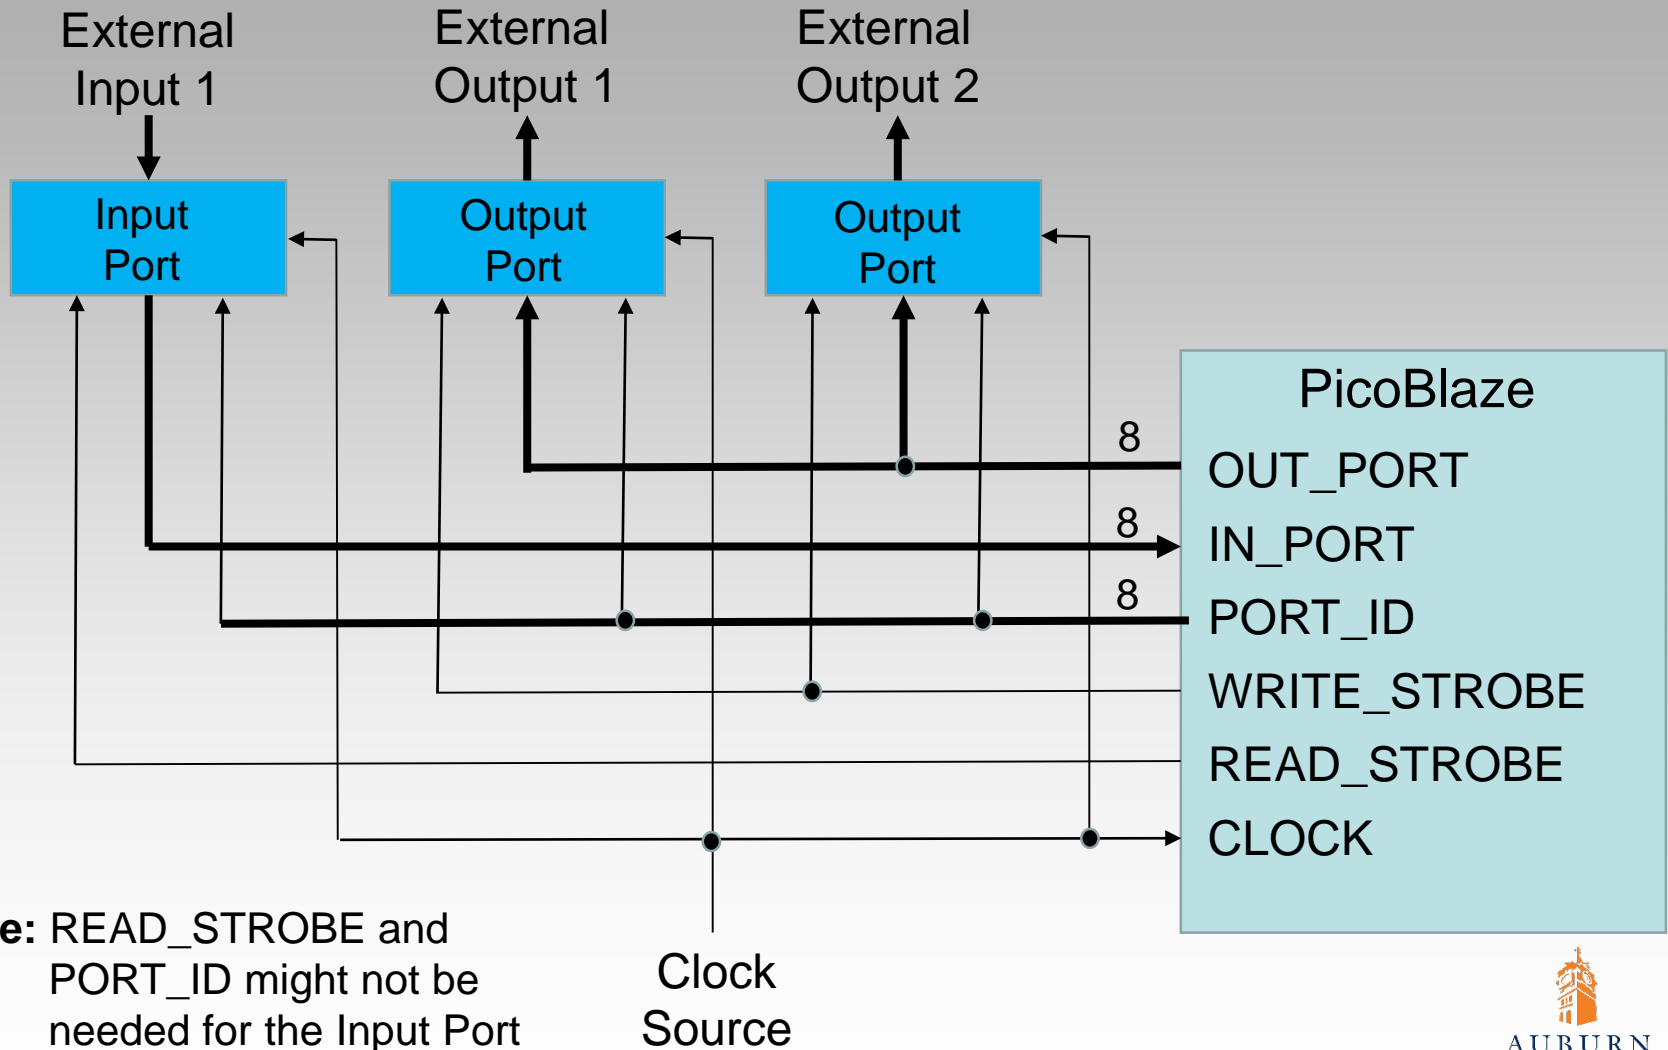 External
Input 1
External
Output 1
External
Output 2
Input
Port
Output
Port
Output
Port
PicoBlaze
8
OUT_PORT
8
IN_PORT
8
PORT_ID
WRITE_STROBE
READ_STROBE
CLOCK
e: READ_STROBE and
PORT_ID might not be
needed for the Input Port
Clock
Source
AUBURN